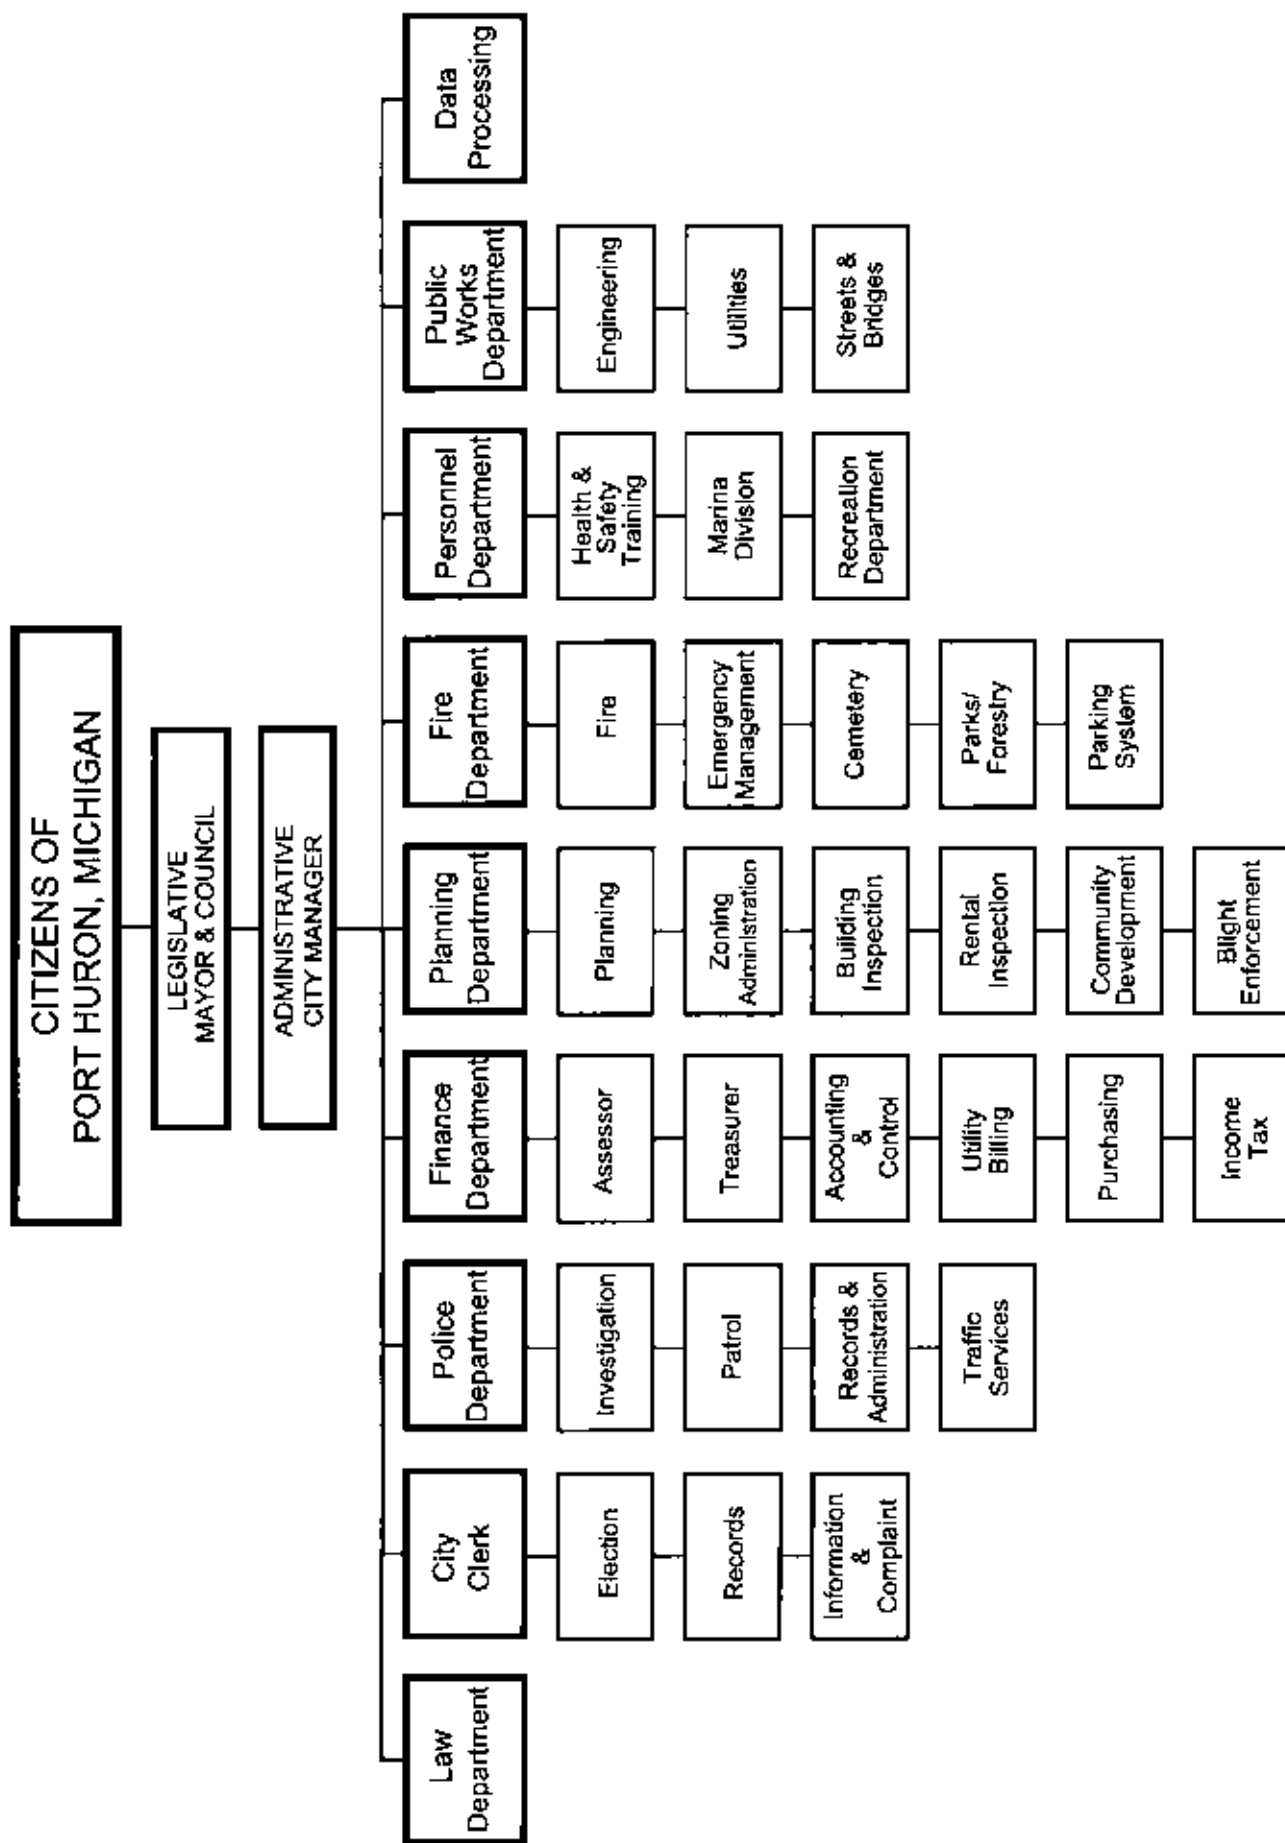 CITIZENS OF
PORT HURON, MICHIGAN
LEGISLATIVE
MAYOR & COUNCIL
ADMINISTRATIVE
CITY MANAGER
Law
Department
City
Clerk
Election
Records
Information
&
Complaint
Police
Department
Investigation
Patrol
Records &
Administration
Traffic
Services
Finance
Department
Assessor
Treasurer
Accounting
&
Control
Utility
Billing
Purchasing
Income
Tax
Planning
Department
Planning
Zoning
Administration
Building
Inspection
Rental
Inspection
Community
Development
Blight
Enforcement
Fire
Department
Fire
Emergency
Management
Cemetery
Parks/
Forestry
Parking
System
Personnel
Department
Health &
Safety
Training
Marina
Division
Recreation
Department
Public
Works
Department
Engineering
Utilities
Streets &
Bridges
Data
Processing